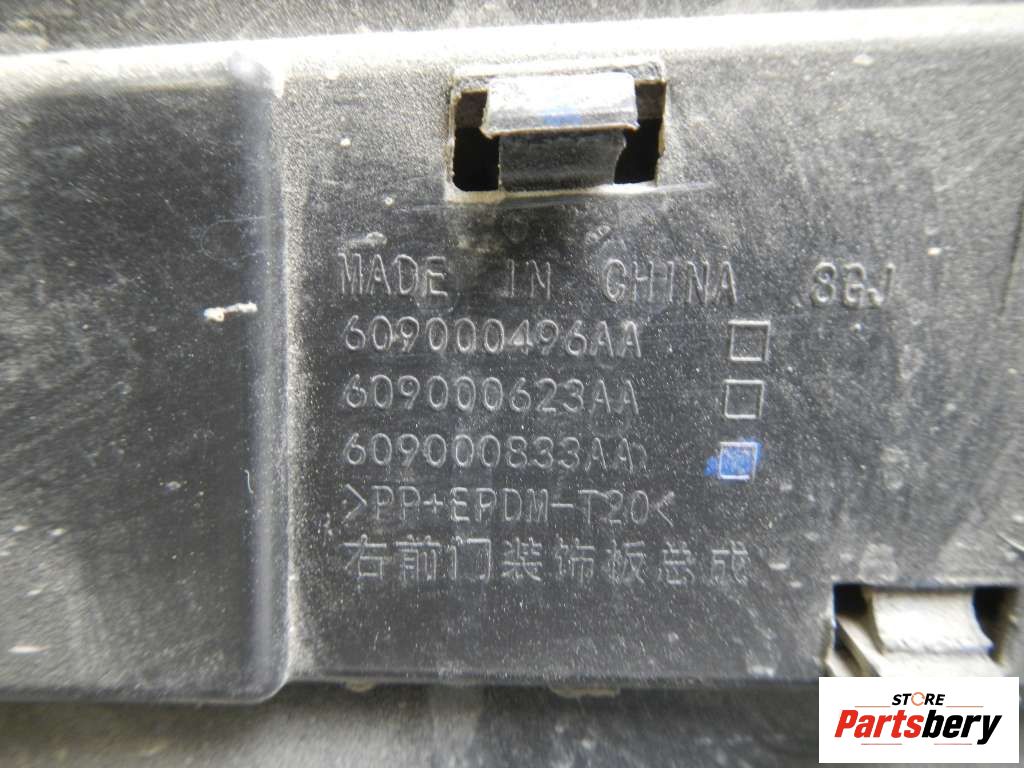 MADE IN CHINA SGJ
609000496AA
609000623AA
609000833AA
>PP+EPDM-T20<
右前门装饰板总成
STORE
Partsbery